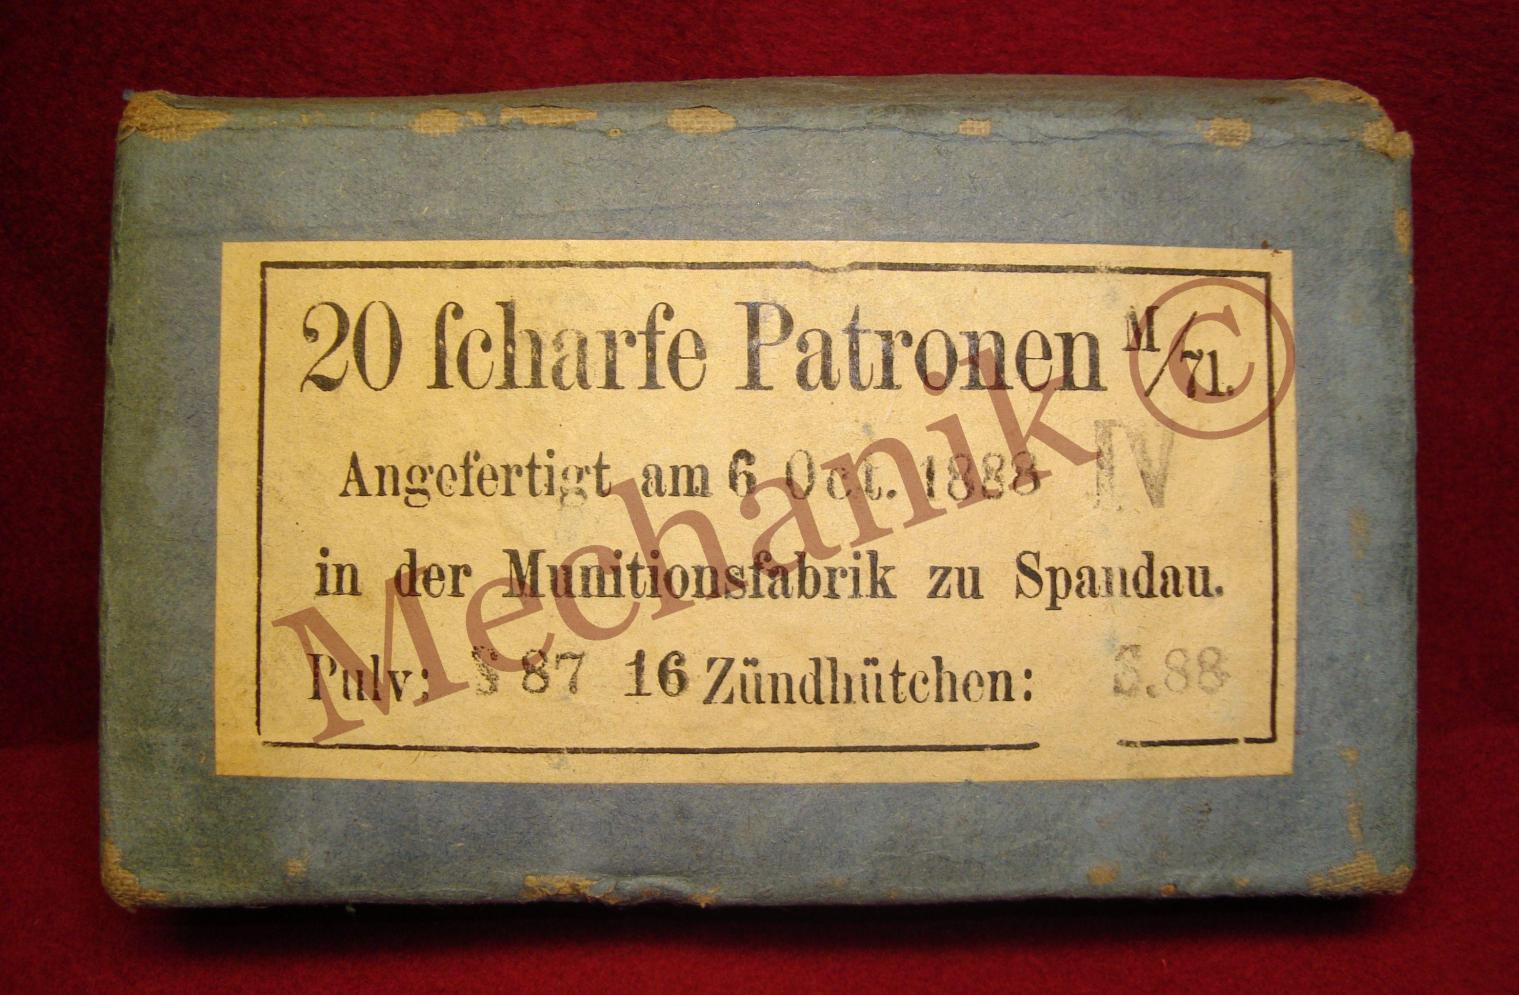 20 ſcharfe Patronen M/71.
Angefertigt am 6 Oct. 1888 IV
in der Munitionsfabrik zu Spandau.
Pulv: S 87 16 Zündhütchen: S.88
Mechanik ©